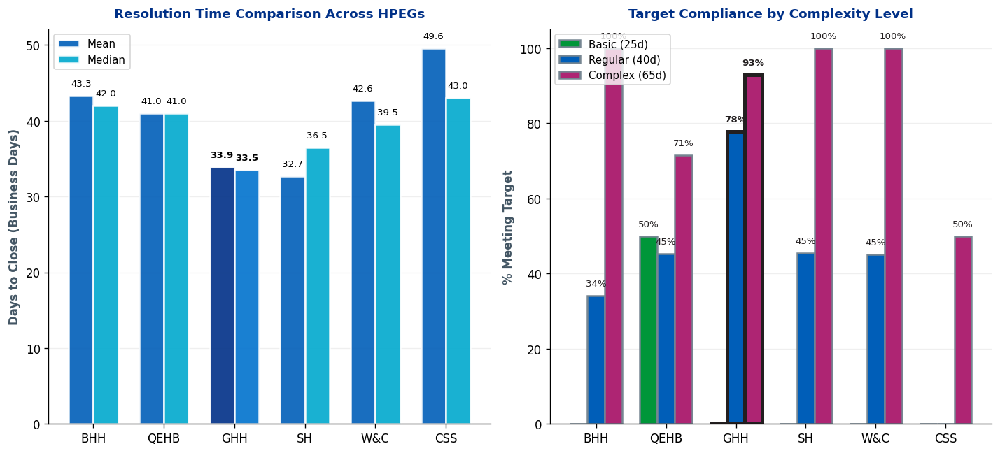 Resolution Time Comparison Across HPEGs
Mean
Median
Days to Close (Business Days)
50
40
30
20
10
0
43.3
42.0
41.0
41.0
33.9
33.5
32.7
36.5
42.6
39.5
49.6
43.0
BHH
QEHB
GHH
SH
W&C
CSS
Target Compliance by Complexity Level
Basic (25d)
Regular (40d)
Complex (65d)
% Meeting Target
100
80
60
40
20
0
34%
100%
50%
45%
71%
78%
93%
45%
100%
45%
100%
50%
BHH
QEHB
GHH
SH
W&C
CSS